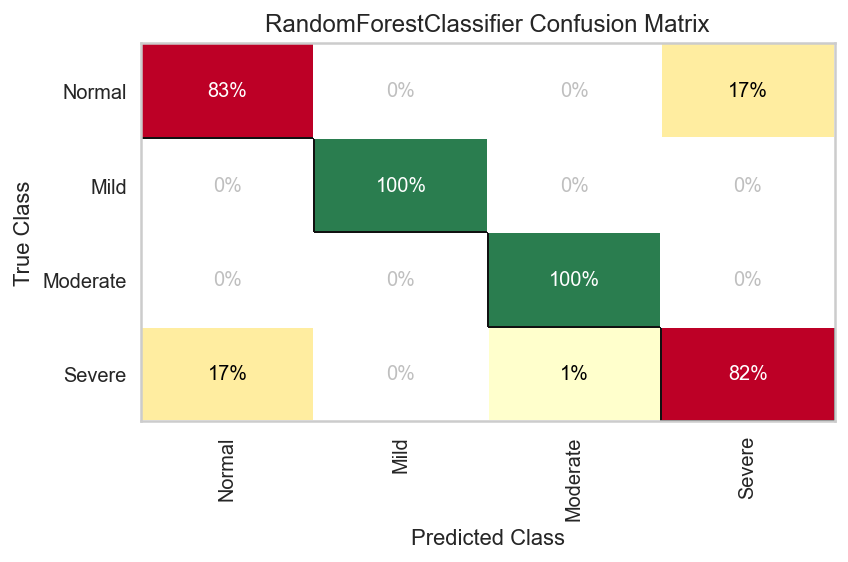 RandomForestClassifier Confusion Matrix
True Class
Normal 83% 0% 0% 17%
Mild 0% 100% 0% 0%
Moderate 0% 0% 100% 0%
Severe 17% 0% 1% 82%
Normal Mild Moderate Severe
Predicted Class